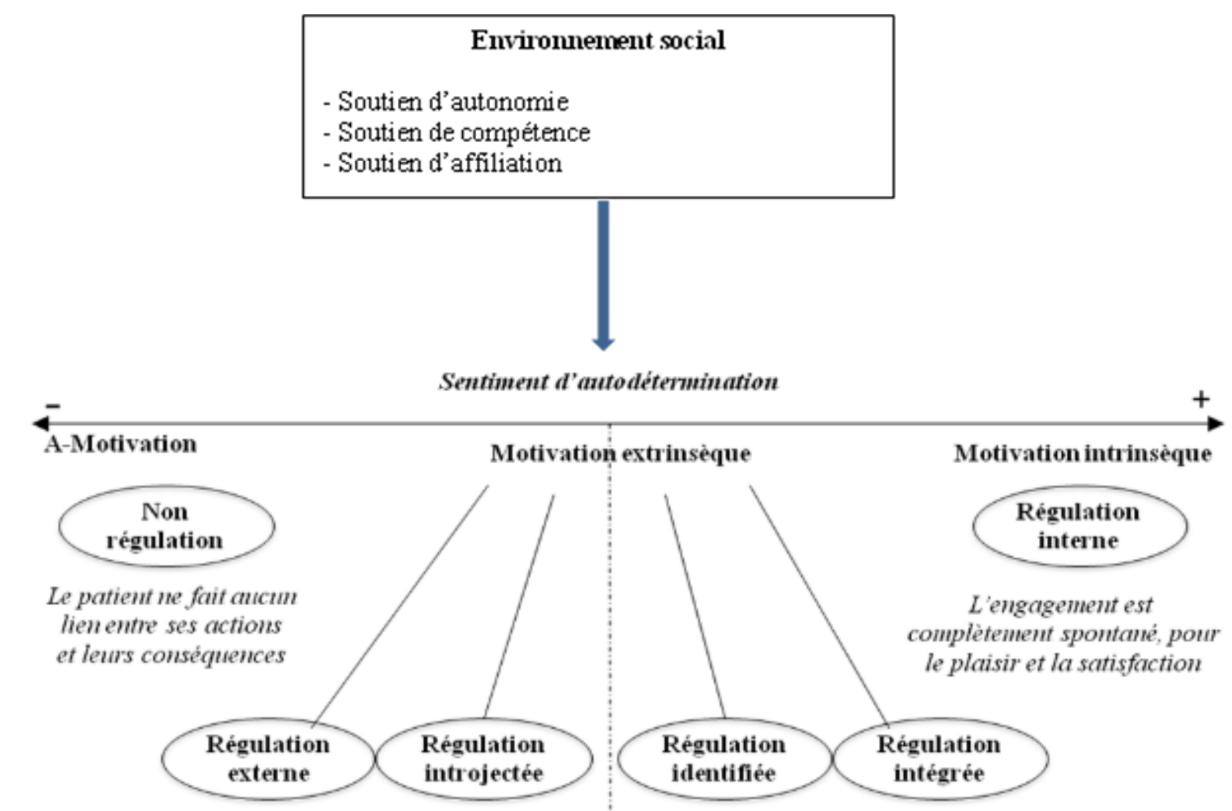 Environnement social
- Soutien d'autonomie
- Soutien de compétence
- Soutien d'affiliation
Sentiment d'autodétermination
– +
A-Motivation
Motivation extrinsèque
Motivation intrinsèque
Non
régulation
Régulation
interne
Le patient ne fait aucun
lien entre ses actions
et leurs conséquences
L'engagement est
complètement spontané, pour
le plaisir et la satisfaction
Régulation
externe
Régulation
introjectée
Régulation
identifiée
Régulation
intégrée